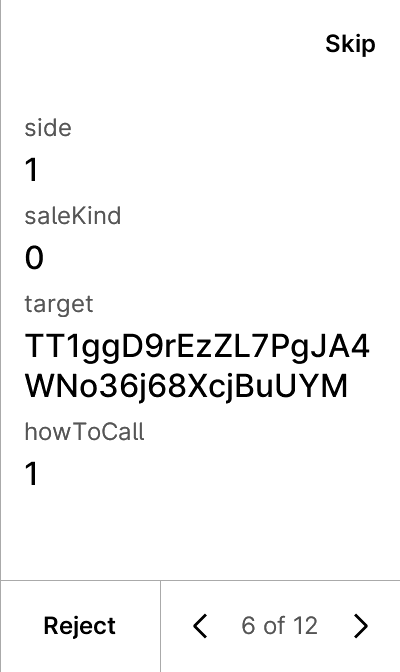 Skip
side
1
saleKind
0
target
TT1ggD9rEzZL7PgJA4
WNo36j68XcjBuUYM
howToCall
1
Reject
6 of 12